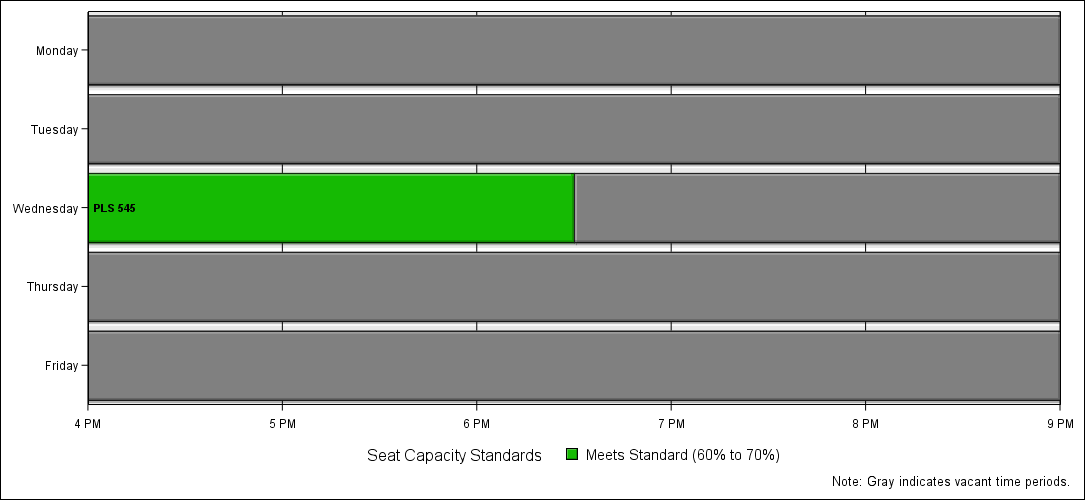 Monday
Tuesday
Wednesday
PLS 545
Thursday
Friday
4 PM 5 PM 6 PM 7 PM 8 PM 9 PM
Seat Capacity Standards Meets Standard (60% to 70%)
Note: Gray indicates vacant time periods.